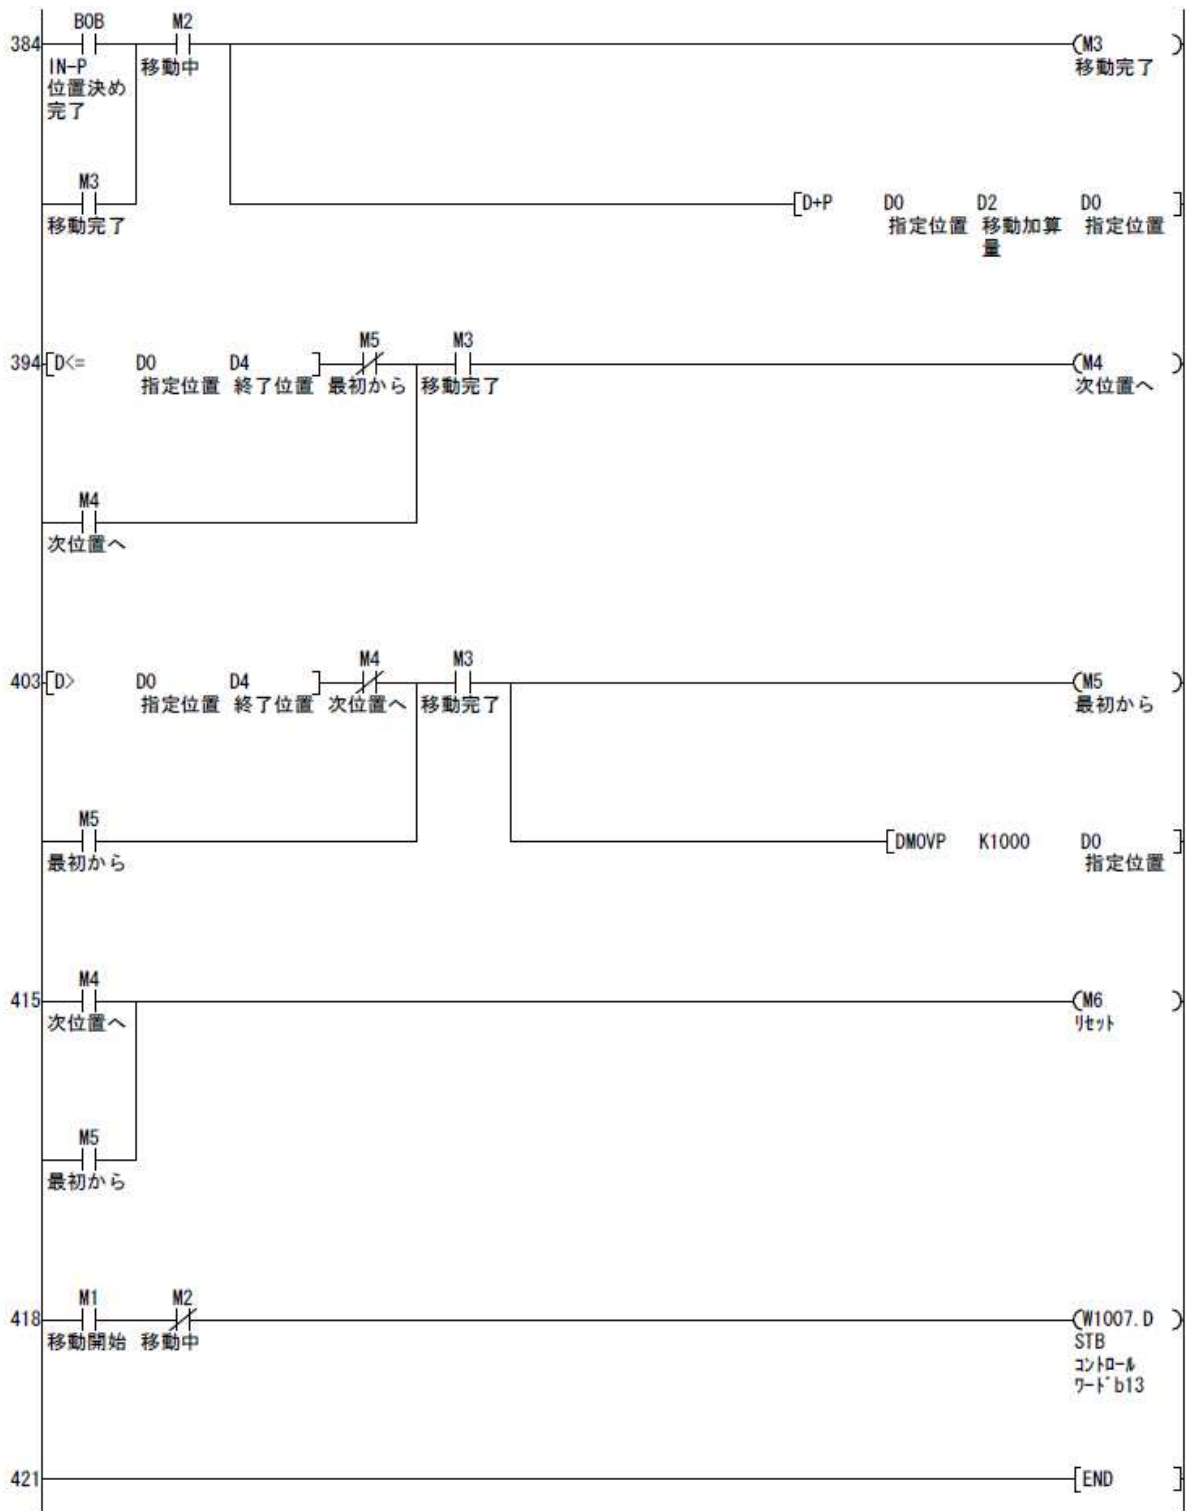 B0B M2
384 (M3 )
IN-P 移動中 移動完了
位置決め
完了
M3
[D+P D0 D2 D0 ]
移動完了 指定位置 移動加算 指定位置
量
M5 M3
394 [D<= D0 D4 ] (M4 )
指定位置 終了位置 最初から 移動完了 次位置へ
M4
次位置へ
M4 M3
403 [D> D0 D4 ] (M5 )
指定位置 終了位置 次位置へ 移動完了 最初から
M5
[DMOVP K1000 D0 ]
最初から 指定位置
M4
415 (M6 )
次位置へ ﾘｾｯﾄ
M5
最初から
M1 M2
418 (W1007.D )
移動開始 移動中 STB
ｺﾝﾄﾛｰﾙ
ﾜｰﾄﾞb13
421 [END ]